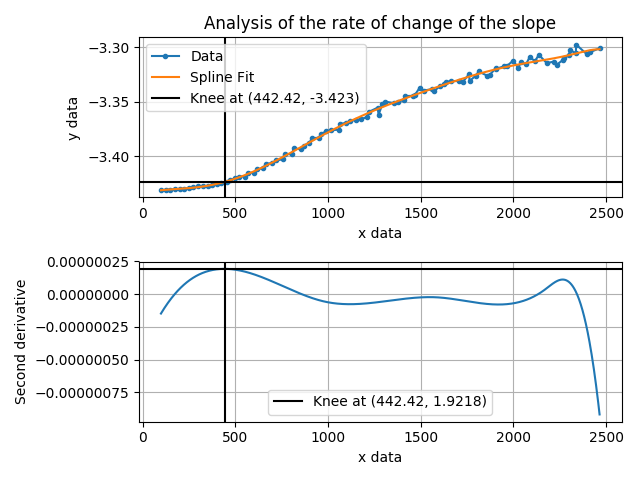 Analysis of the rate of change of the slope
Data
Spline Fit
Knee at (442.42, -3.423)
y data
−3.30
−3.35
−3.40
0
500
1000
1500
2000
2500
x data
Second derivative
0.00000025
0.00000000
−0.00000025
−0.00000050
−0.00000075
Knee at (442.42, 1.9218)
0
500
1000
1500
2000
2500
x data